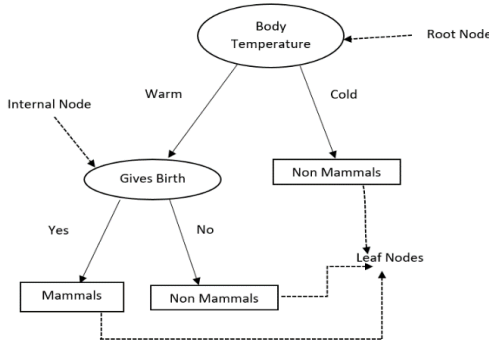 Body
Temperature
Root Node
Warm
Cold
Internal Node
Gives Birth
Non Mammals
Yes
No
Leaf Nodes
Mammals
Non Mammals